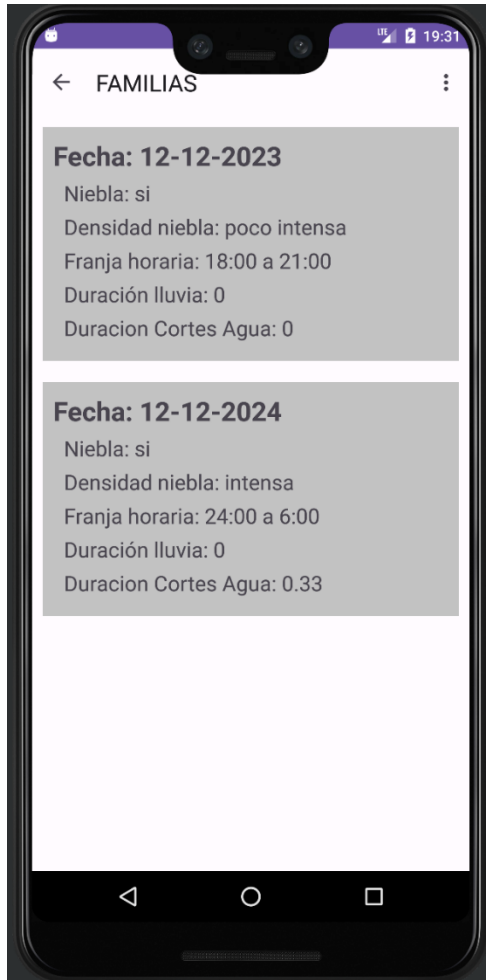 LTE 19:31
FAMILIAS
Fecha: 12-12-2023
Niebla: si
Densidad niebla: poco intensa
Franja horaria: 18:00 a 21:00
Duración lluvia: 0
Duracion Cortes Agua: 0
Fecha: 12-12-2024
Niebla: si
Densidad niebla: intensa
Franja horaria: 24:00 a 6:00
Duración lluvia: 0
Duracion Cortes Agua: 0.33